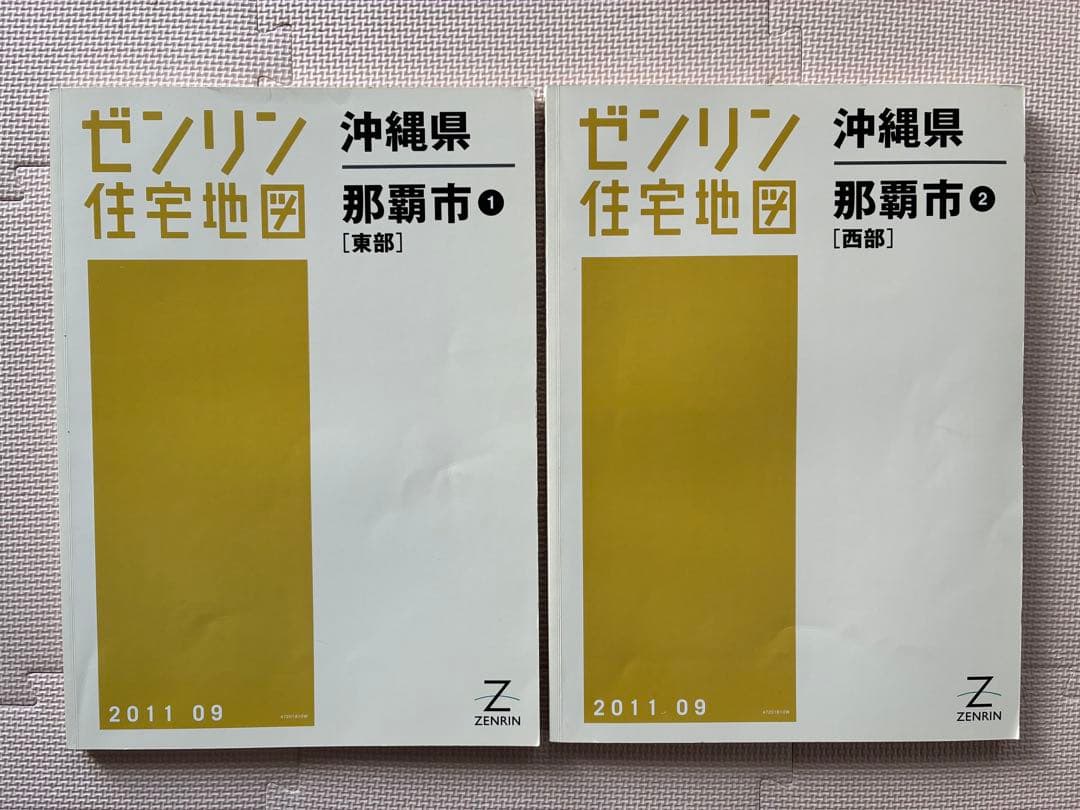 ゼンリン
住宅地図
沖縄県
那覇市❶
[東部]
2011 09
ZENRIN
ゼンリン
住宅地図
沖縄県
那覇市❷
[西部]
2011 09
ZENRIN